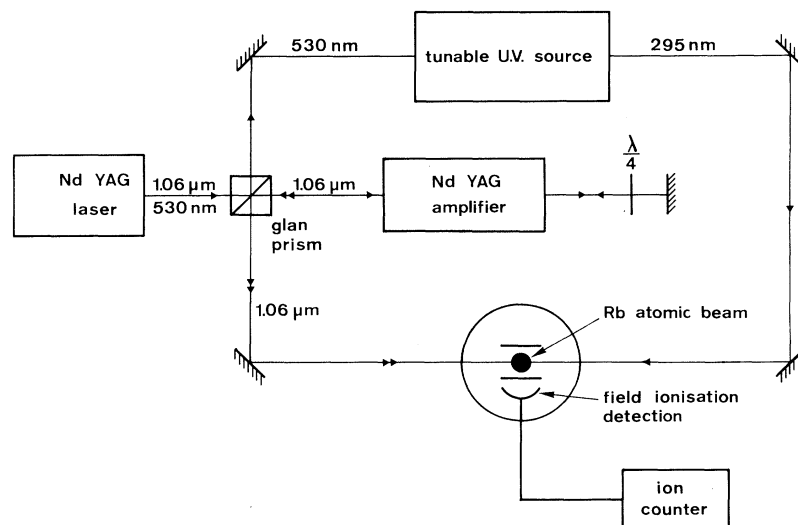 530 nm
tunable U.V. source
295 nm
λ/4
Nd YAG
laser
1.06 µm
530 nm
1.06 µm
Nd YAG
amplifier
glan
prism
1.06 µm
Rb atomic beam
field ionisation
detection
ion
counter